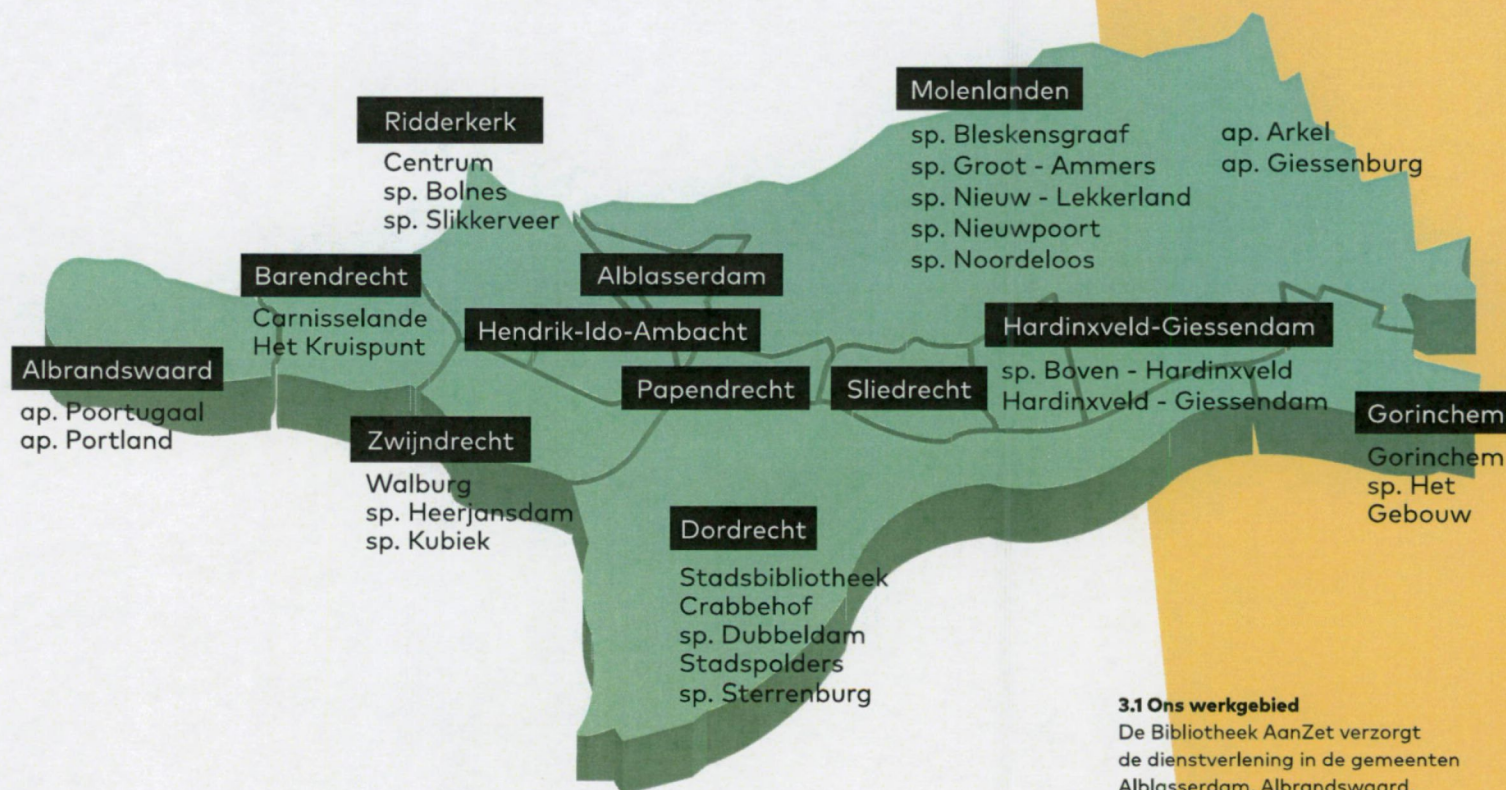 Ridderkerk
Centrum
sp. Bolnes
sp. Slikkerveer
Molenlanden
sp. Bleskensgraaf
sp. Groot - Ammers
sp. Nieuw - Lekkerland
sp. Nieuwpoort
sp. Noordeloos
ap. Arkel
ap. Giessenburg
Barendrecht
Carnisselande
Het Kruispunt
Alblasserdam
Hendrik-Ido-Ambacht
Hardinxveld-Giessendam
sp. Boven - Hardinxveld
Hardinxveld - Giessendam
Albrandswaard
ap. Poortugaal
ap. Portland
Papendrecht
Sliedrecht
Gorinchem
Gorinchem
sp. Het
Gebouw
Zwijndrecht
Walburg
sp. Heerjansdam
sp. Kubiek
Dordrecht
Stadsbibliotheek
Crabbehof
sp. Dubbeldam
Stadspolders
sp. Sterrenburg
3.1 Ons werkgebied
De Bibliotheek AanZet verzorgt
de dienstverlening in de gemeenten
Alblasserdam, Albrandswaard